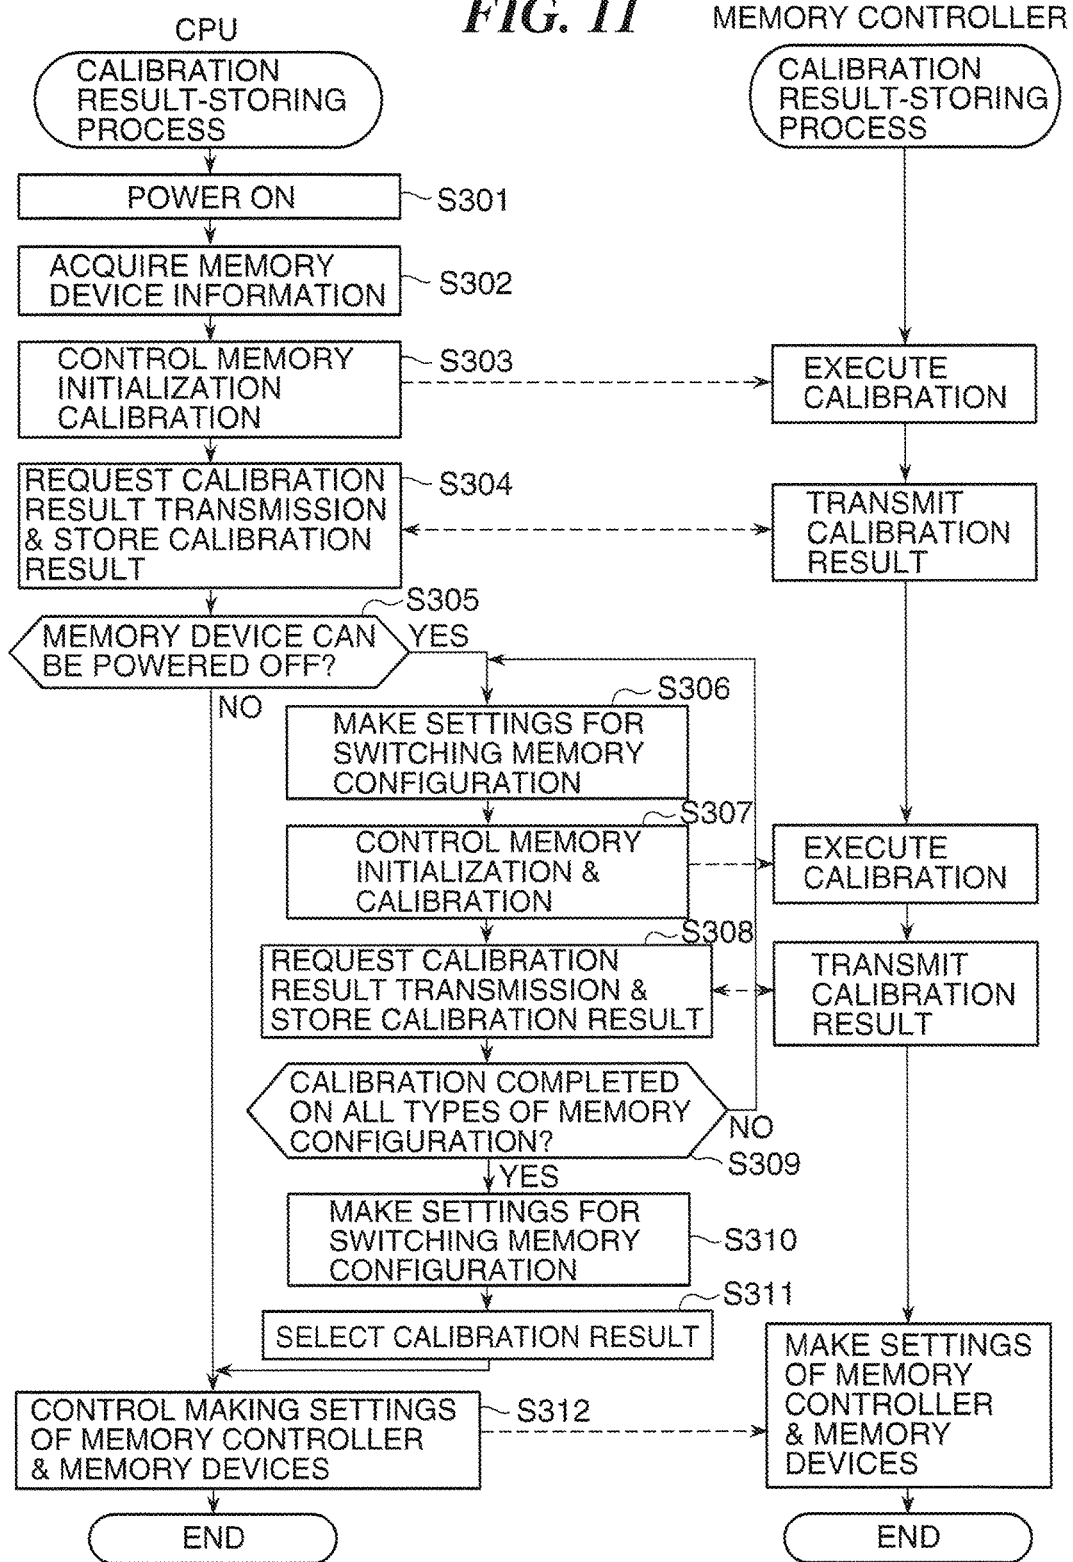 FIG. 11
CPU
MEMORY CONTROLLER
CALIBRATION
RESULT-STORING
PROCESS
CALIBRATION
RESULT-STORING
PROCESS
POWER ON
S301
ACQUIRE MEMORY
DEVICE INFORMATION
S302
CONTROL MEMORY
INITIALIZATION
CALIBRATION
S303
EXECUTE
CALIBRATION
REQUEST CALIBRATION
RESULT TRANSMISSION
& STORE CALIBRATION
RESULT
S304
TRANSMIT
CALIBRATION
RESULT
S305
MEMORY DEVICE CAN
BE POWERED OFF?
YES
NO
S306
MAKE SETTINGS FOR
SWITCHING MEMORY
CONFIGURATION
S307
CONTROL MEMORY
INITIALIZATION &
CALIBRATION
EXECUTE
CALIBRATION
S308
REQUEST CALIBRATION
RESULT TRANSMISSION &
STORE CALIBRATION RESULT
TRANSMIT
CALIBRATION
RESULT
CALIBRATION COMPLETED
ON ALL TYPES OF MEMORY
CONFIGURATION?
NO
S309
YES
MAKE SETTINGS FOR
SWITCHING MEMORY
CONFIGURATION
S310
S311
SELECT CALIBRATION RESULT
CONTROL MAKING SETTINGS
OF MEMORY CONTROLLER
& MEMORY DEVICES
S312
MAKE SETTINGS
OF MEMORY
CONTROLLER
& MEMORY
DEVICES
END
END